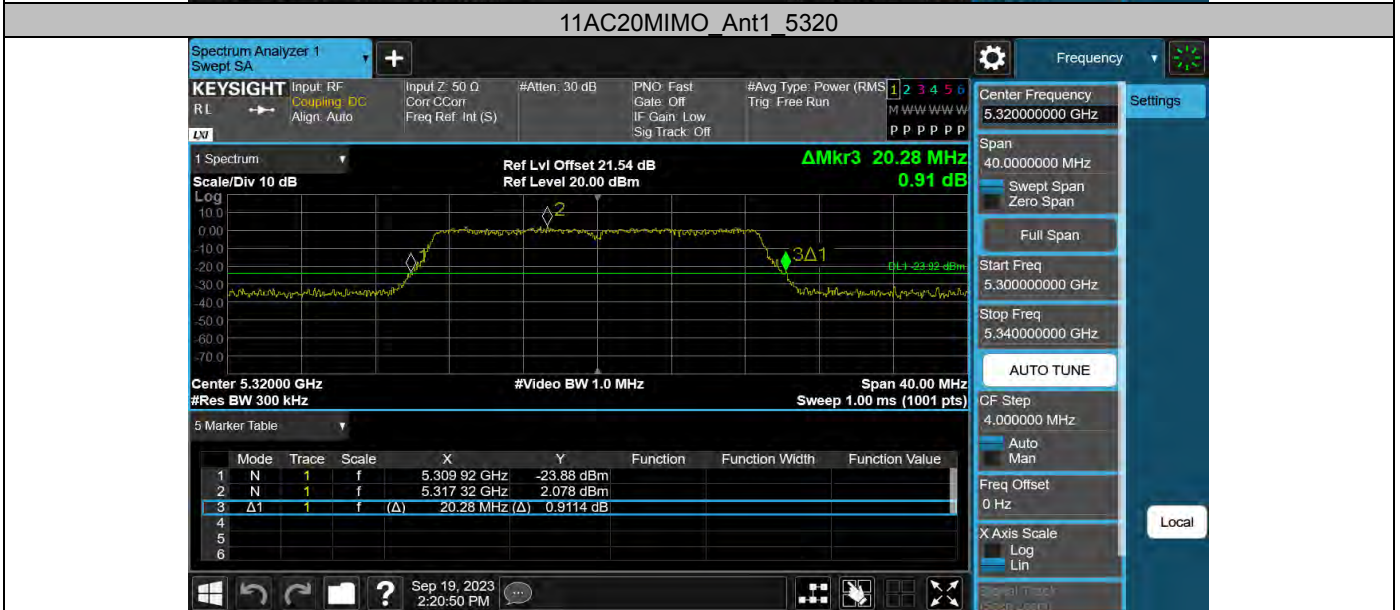 11AC20MIMO_Ant1_5320
Spectrum Analyzer 1
Swept SA
+
Frequency
KEYSIGHT
Input: RF
Coupling: DC
Align: Auto
Input Z: 50 Ω
Corr CCorr
Freq Ref: Int (S)
#Atten: 30 dB
PNO: Fast
Gate: Off
IF Gain: Low
Sig Track: Off
#Avg Type: Power (RMS
Trig: Free Run
1 2 3 4 5 6
M W W W W W
P P P P P P
R L
LXI
Center Frequency
5.320000000 GHz
Settings
1 Spectrum
Scale/Div 10 dB
Ref Lvl Offset 21.54 dB
Ref Level 20.00 dBm
ΔMkr3 20.28 MHz
0.91 dB
Span
40.0000000 MHz
Swept Span
Zero Span
Log
10.0
0.00
-10.0
-20.0
-30.0
-40.0
-50.0
-60.0
-70.0
1
2
3Δ1
DL1 -23.92 dBm
Full Span
Start Freq
5.300000000 GHz
Stop Freq
5.340000000 GHz
AUTO TUNE
Center 5.32000 GHz
#Res BW 300 kHz
#Video BW 1.0 MHz
Span 40.00 MHz
Sweep 1.00 ms (1001 pts)
CF Step
4.000000 MHz
Auto
Man
5 Marker Table
Mode Trace Scale X Y Function Function Width Function Value
1 N 1 f 5.309 92 GHz -23.88 dBm
2 N 1 f 5.317 32 GHz 2.078 dBm
3 Δ1 1 f (Δ) 20.28 MHz (Δ) 0.9114 dB
4
5
6
Freq Offset
0 Hz
X Axis Scale
Log
Lin
Local
Signal Track
?
Sep 19, 2023
2:20:50 PM